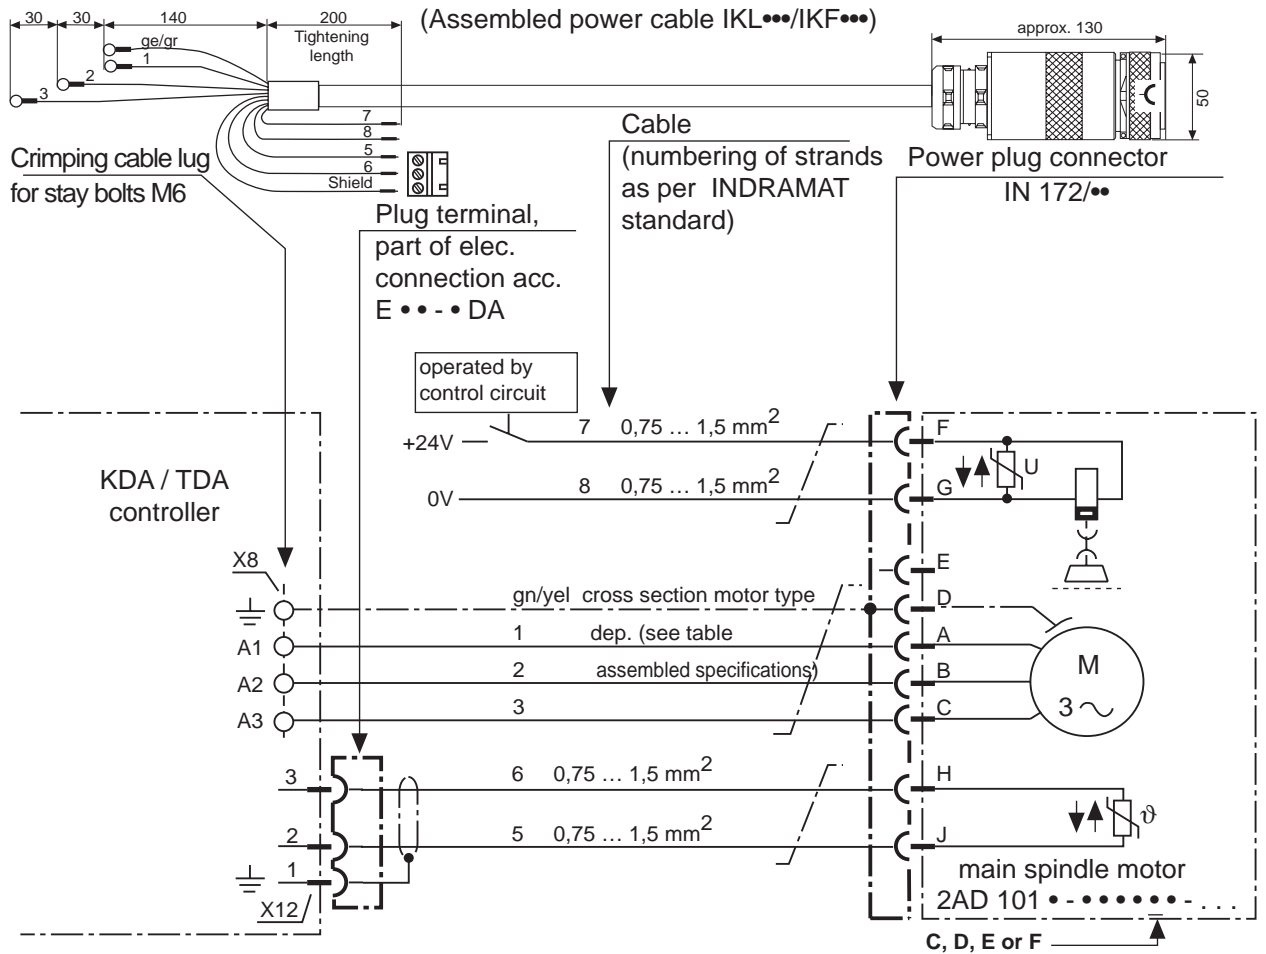 (Assembled power cable IKL•••/IKF•••)
30 30 140 200
Tightening
length
approx. 130
50
ge/gr
1
2
3
7
8
5
6
Shield
Crimping cable lug
for stay bolts M6
Plug terminal,
part of elec.
connection acc.
E •• - • DA
Cable
(numbering of strands
as per INDRAMAT
standard)
Power plug connector
IN 172/••
operated by
control circuit
+24V
7 0,75 ... 1,5 mm²
F
U
0V
8 0,75 ... 1,5 mm²
G
KDA / TDA
controller
X8
E
gn/yel cross section motor type
D
A1
1 dep. (see table
A
A2
2 assembled specifications)
B
A3
3
C
M
3 ~
3
6 0,75 ... 1,5 mm²
H
ϑ
2
5 0,75 ... 1,5 mm²
J
1
X12
main spindle motor
2AD 101 • - • • • • • • - . . .
C, D, E or F